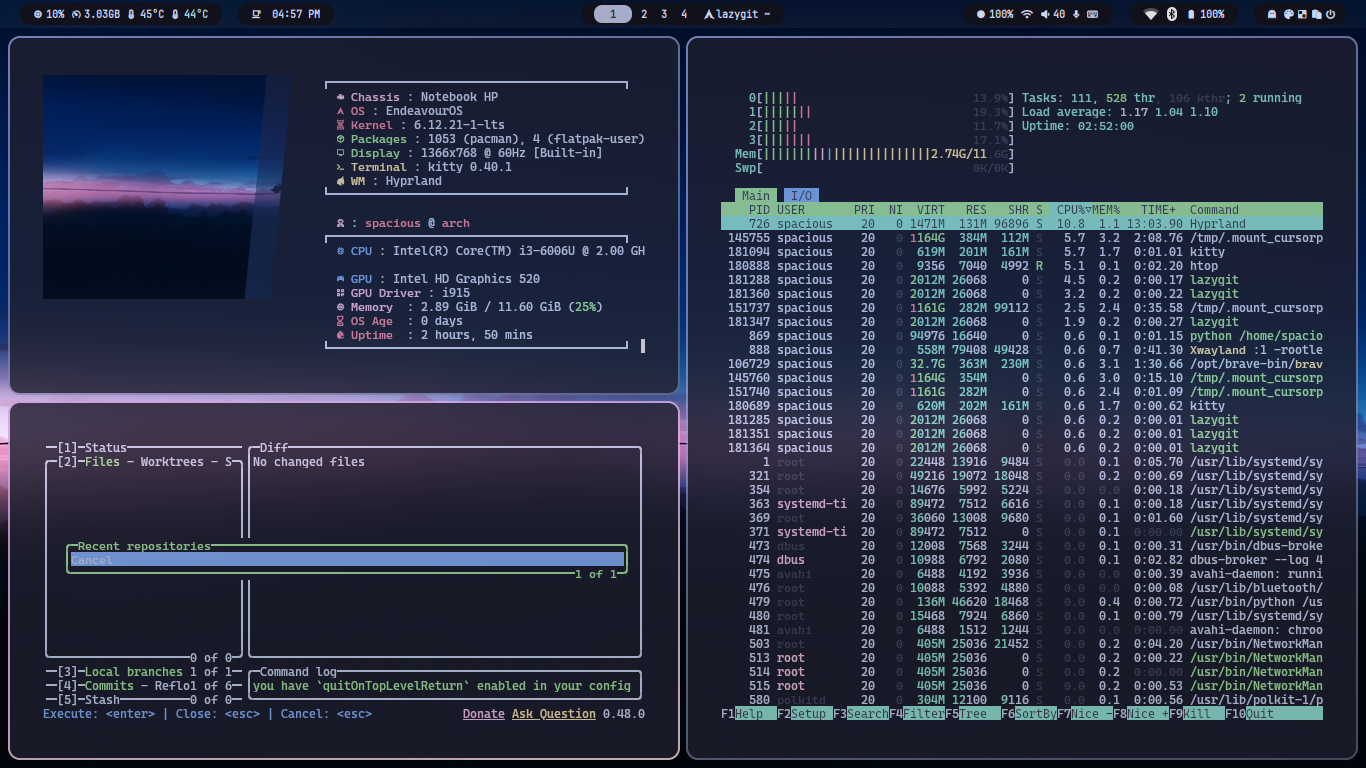 10% 3.03GB 45°C 44°C 04:57 PM 1 2 3 4 lazygit ~ 100% 40 100%
Chassis : Notebook HP
OS : EndeavourOS
Kernel : 6.12.21-1-lts
Packages : 1053 (pacman), 4 (flatpak-user)
Display : 1366x768 @ 60Hz [Built-in]
Terminal : kitty 0.40.1
WM : Hyprland
: spacious @ arch
CPU : Intel(R) Core(TM) i3-6006U @ 2.00 GH
GPU : Intel HD Graphics 520
GPU Driver : i915
Memory : 2.89 GiB / 11.60 GiB (25%)
OS Age : 0 days
Uptime : 2 hours, 50 mins
[1]-Status
[2]-Files - Worktrees - S
0 of 0
Diff
No changed files
Recent repositories
Cancel
1 of 1
[3]-Local branches 1 of 1
[4]-Commits - Reflo1 of 6
[5]-Stash 0 of 0
Command log
you have `quitOnTopLevelReturn` enabled in your config
Execute: <enter> | Close: <esc> | Cancel: <esc> Donate Ask Question 0.48.0
0[||||| 13.9%] Tasks: 111, 528 thr, 106 kthr; 2 running
1[||||||| 19.3%] Load average: 1.17 1.04 1.10
2[||||| 11.7%] Uptime: 02:52:00
3[||||||| 17.1%]
Mem[||||||||||||||||||||||||2.74G/11.6G]
Swp[ 0K/0K]
Main I/O
PID USER PRI NI VIRT RES SHR S CPU%▽MEM% TIME+ Command
726 spacious 20 0 1471M 131M 96896 S 10.8 1.1 13:03.90 Hyprland
145755 spacious 20 0 1164G 384M 112M S 5.7 3.2 2:08.76 /tmp/.mount_cursorp
181094 spacious 20 0 619M 201M 161M S 5.7 1.7 0:01.01 kitty
180888 spacious 20 0 9356 7040 4992 R 5.1 0.1 0:02.20 htop
181288 spacious 20 0 2012M 26068 0 S 4.5 0.2 0:00.17 lazygit
181360 spacious 20 0 2012M 26068 0 S 3.2 0.2 0:00.22 lazygit
151737 spacious 20 0 1161G 282M 99112 S 2.5 2.4 0:35.58 /tmp/.mount_cursorp
181347 spacious 20 0 2012M 26068 0 S 1.9 0.2 0:00.27 lazygit
869 spacious 20 0 94976 16640 0 S 0.6 0.1 0:01.15 python /home/spacio
888 spacious 20 0 558M 79408 49428 S 0.6 0.7 0:41.30 Xwayland :1 -rootle
106729 spacious 20 0 32.7G 363M 230M S 0.6 3.1 1:30.66 /opt/brave-bin/brav
145760 spacious 20 0 1164G 354M 0 S 0.6 3.0 0:15.10 /tmp/.mount_cursorp
151740 spacious 20 0 1161G 282M 0 S 0.6 2.4 0:01.09 /tmp/.mount_cursorp
180689 spacious 20 0 620M 202M 161M S 0.6 1.7 0:00.62 kitty
181285 spacious 20 0 2012M 26068 0 S 0.6 0.2 0:00.01 lazygit
181351 spacious 20 0 2012M 26068 0 S 0.6 0.2 0:00.01 lazygit
181364 spacious 20 0 2012M 26068 0 S 0.6 0.2 0:00.01 lazygit
1 root 20 0 22448 13916 9484 S 0.0 0.1 0:05.70 /usr/lib/systemd/sy
321 root 20 0 49216 19072 18048 S 0.0 0.2 0:00.69 /usr/lib/systemd/sy
354 root 20 0 14676 5992 5224 S 0.0 0.0 0:00.18 /usr/lib/systemd/sy
363 systemd-ti 20 0 89472 7512 6616 S 0.0 0.1 0:00.18 /usr/lib/systemd/sy
369 root 20 0 36060 13008 9680 S 0.0 0.1 0:01.60 /usr/lib/systemd/sy
371 systemd-ti 20 0 89472 7512 0 S 0.0 0.1 0:00.00 /usr/lib/systemd/sy
473 dbus 20 0 12008 7568 3244 S 0.0 0.1 0:00.31 /usr/bin/dbus-broke
474 dbus 20 0 10988 6792 2080 S 0.0 0.1 0:02.82 dbus-broker --log 4
475 avahi 20 0 6488 4192 3936 S 0.0 0.0 0:00.39 avahi-daemon: runni
476 root 20 0 10088 5392 4880 S 0.0 0.0 0:00.08 /usr/lib/bluetooth/
479 root 20 0 136M 46620 18468 S 0.0 0.4 0:00.72 /usr/bin/python /us
480 root 20 0 15468 7924 6860 S 0.0 0.1 0:00.79 /usr/lib/systemd/sy
481 avahi 20 0 6488 1512 1244 S 0.0 0.0 0:00.00 avahi-daemon: chroo
503 root 20 0 405M 25036 21452 S 0.0 0.2 0:04.20 /usr/bin/NetworkMan
513 root 20 0 405M 25036 0 S 0.0 0.2 0:00.22 /usr/bin/NetworkMan
514 root 20 0 405M 25036 0 S 0.0 0.2 0:00.00 /usr/bin/NetworkMan
515 root 20 0 405M 25036 0 S 0.0 0.2 0:00.53 /usr/bin/NetworkMan
580 polkitd 20 0 304M 12100 9116 S 0.0 0.1 0:00.56 /usr/lib/polkit-1/p
F1Help F2Setup F3SearchF4FilterF5Tree F6SortByF7Nice -F8Nice +F9Kill F10Quit